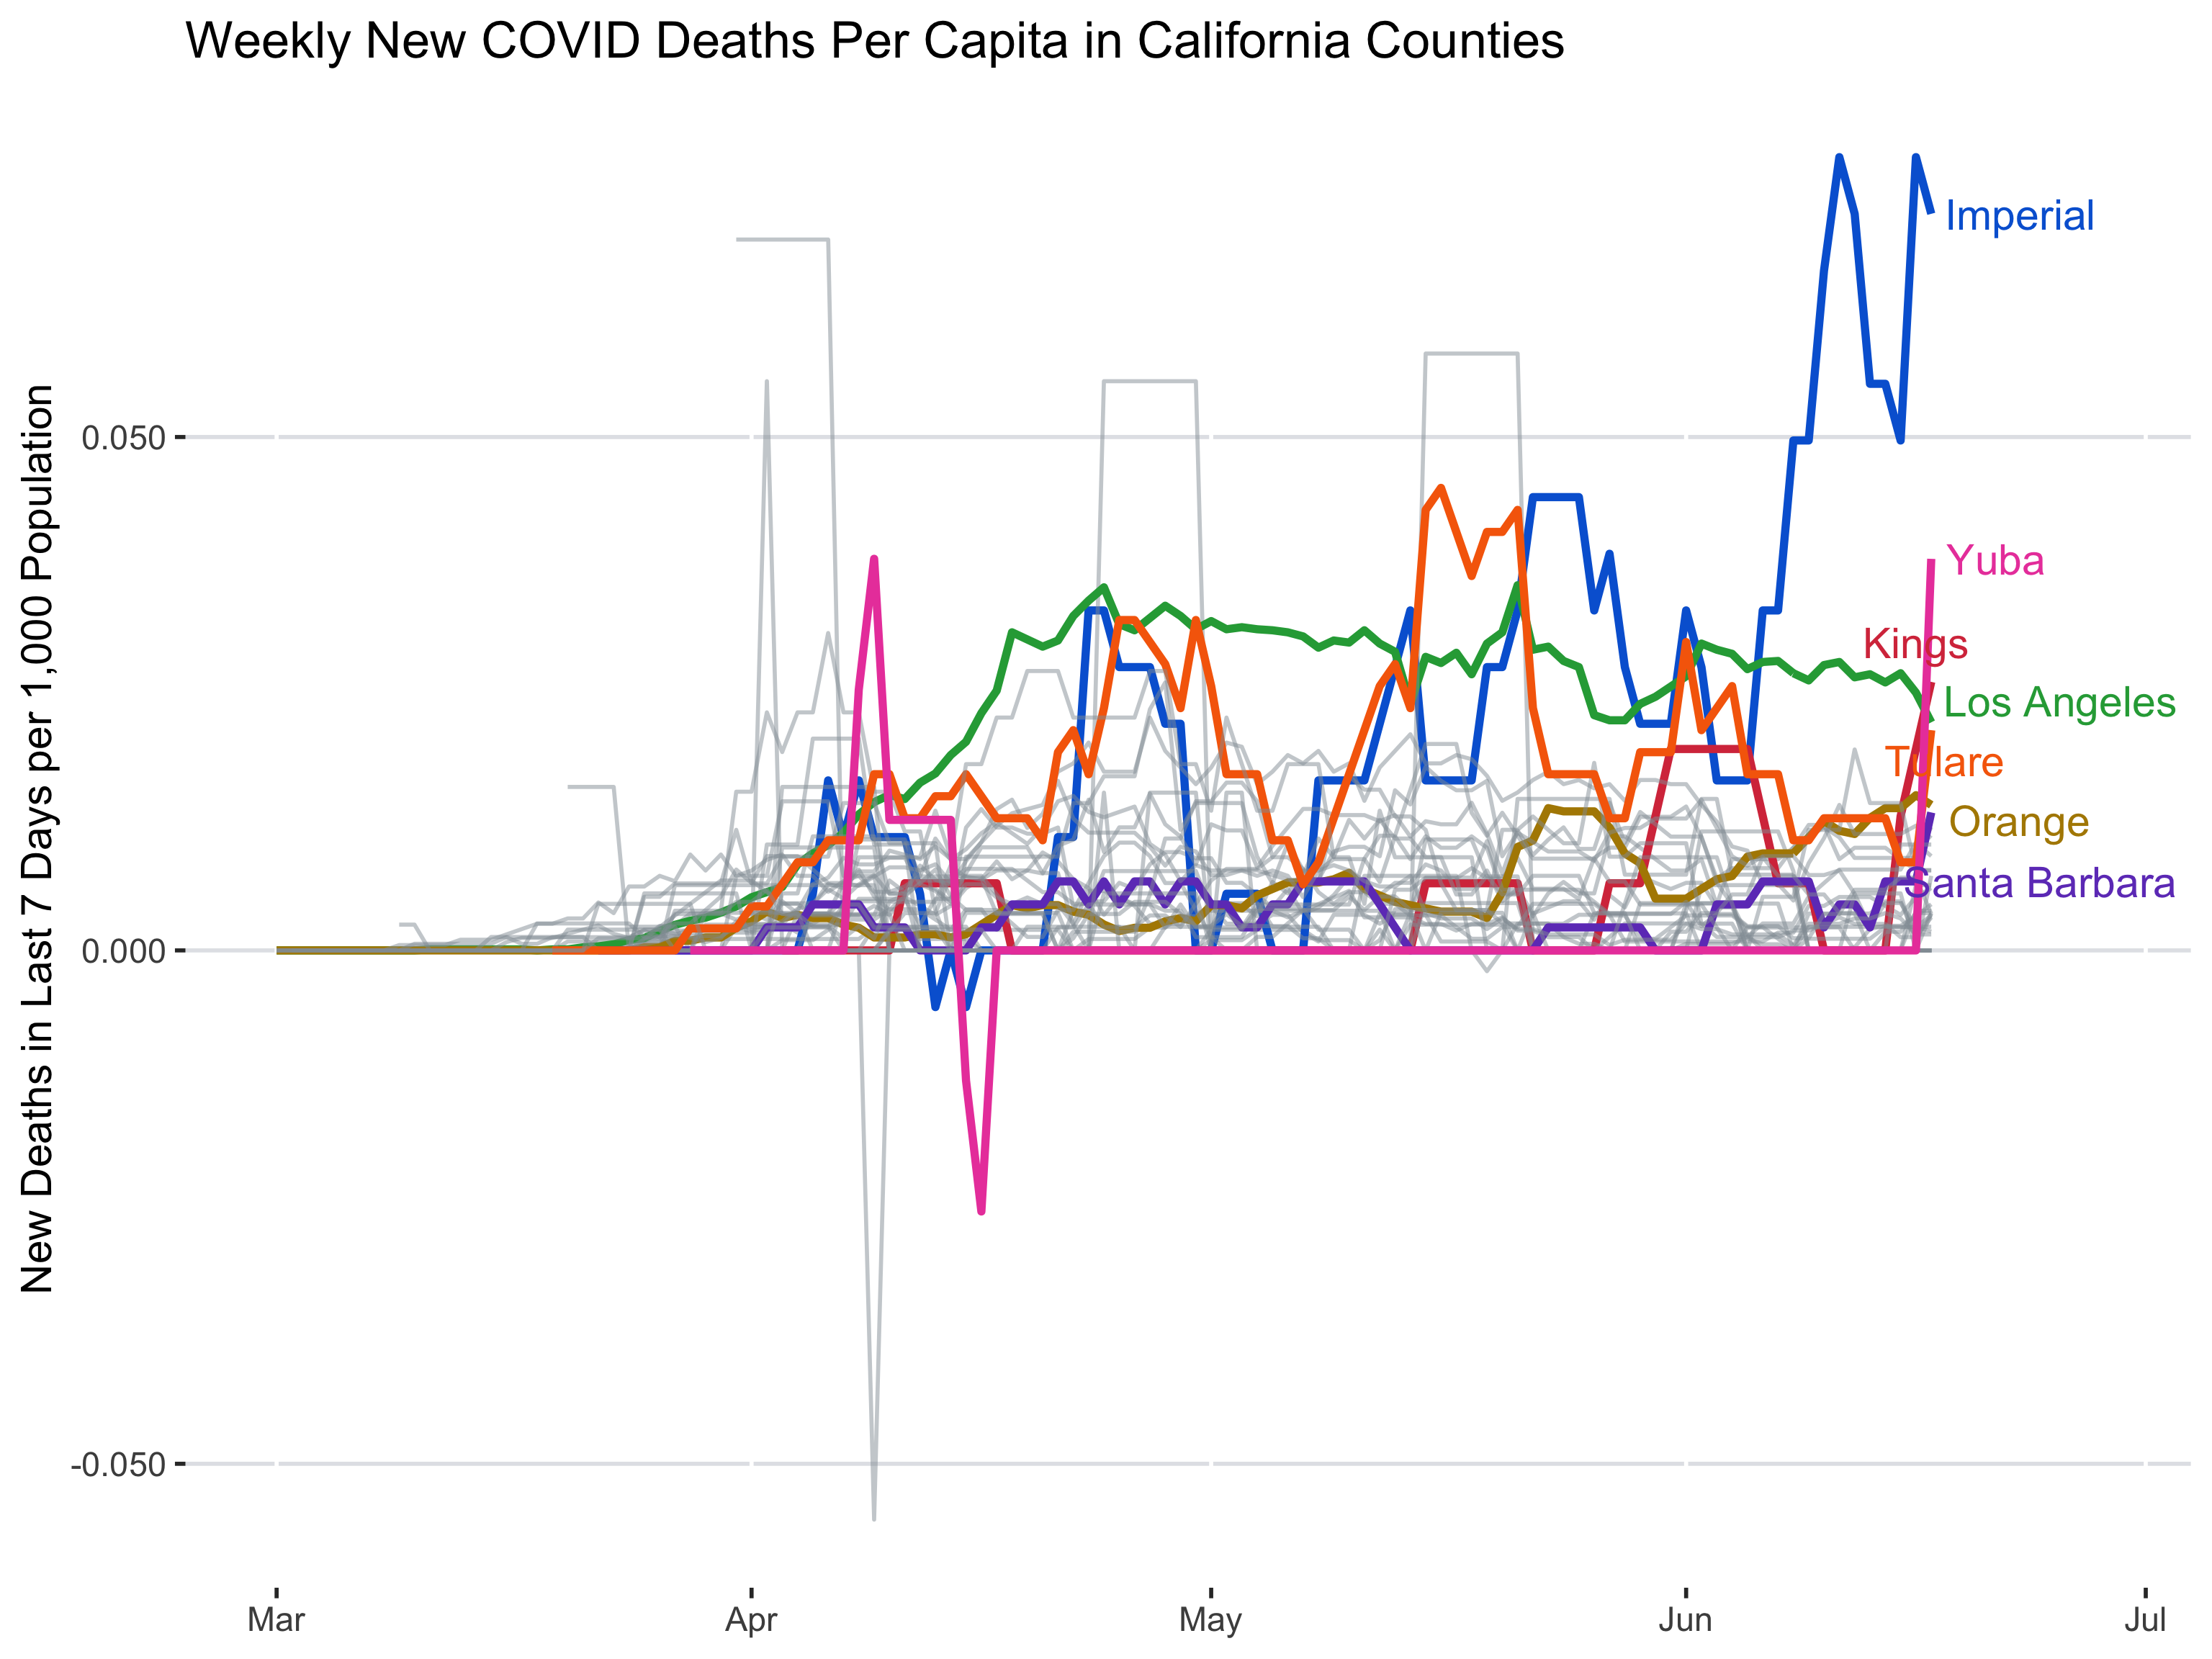 Weekly New COVID Deaths Per Capita in California Counties
New Deaths in Last 7 Days per 1,000 Population
0.050
0.000
-0.050
Imperial
Yuba
Kings
Los Angeles
Tulare
Orange
Santa Barbara
Mar
Apr
May
Jun
Jul